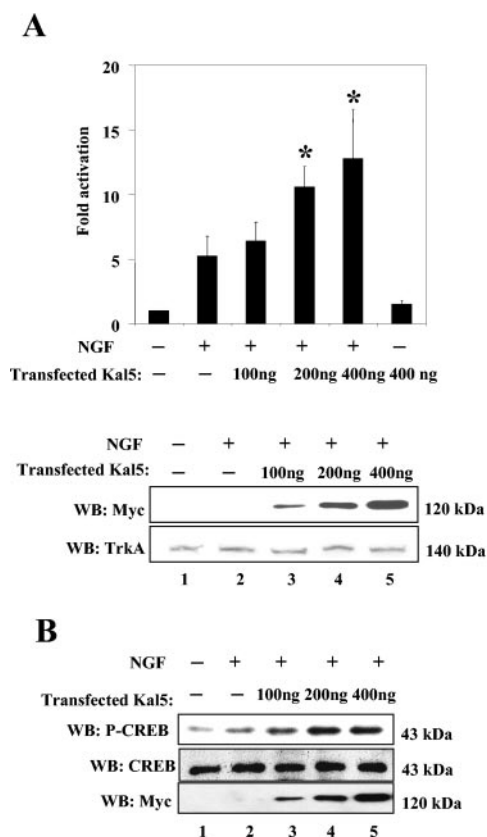 A
20
15
10
5
0
Fold activation
* *
NGF – + + + + –
Transfected Kal5: – – 100ng 200ng 400ng 400 ng
NGF – + + + +
Transfected Kal5: – – 100ng 200ng 400ng
WB: Myc 120 kDa
WB: TrkA 140 kDa
1 2 3 4 5
B
NGF – + + + +
Transfected Kal5: – – 100ng 200ng 400ng
WB: P-CREB 43 kDa
WB: CREB 43 kDa
WB: Myc 120 kDa
1 2 3 4 5